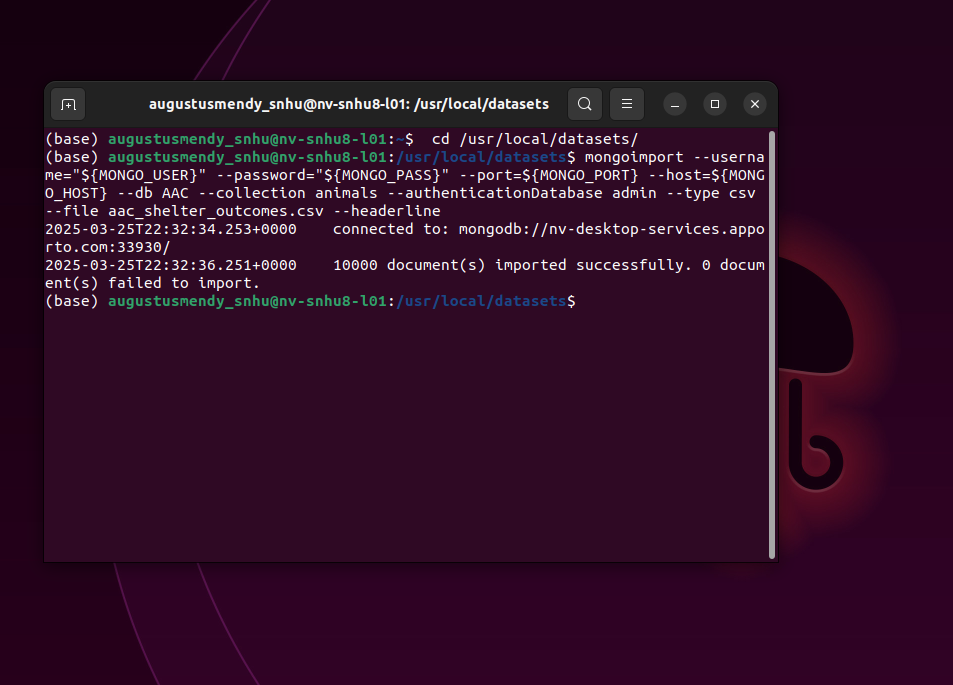 augustusmendy_snhu@nv-snhu8-l01: /usr/local/datasets
(base) augustusmendy_snhu@nv-snhu8-l01:~$  cd /usr/local/datasets/
(base) augustusmendy_snhu@nv-snhu8-l01:/usr/local/datasets$ mongoimport --userna
me="${MONGO_USER}" --password="${MONGO_PASS}" --port=${MONGO_PORT} --host=${MONG
O_HOST} --db AAC --collection animals --authenticationDatabase admin --type csv
--file aac_shelter_outcomes.csv --headerline
2025-03-25T22:32:34.253+0000    connected to: mongodb://nv-desktop-services.appo
rto.com:33930/
2025-03-25T22:32:36.251+0000    10000 document(s) imported successfully. 0 docum
ent(s) failed to import.
(base) augustusmendy_snhu@nv-snhu8-l01:/usr/local/datasets$